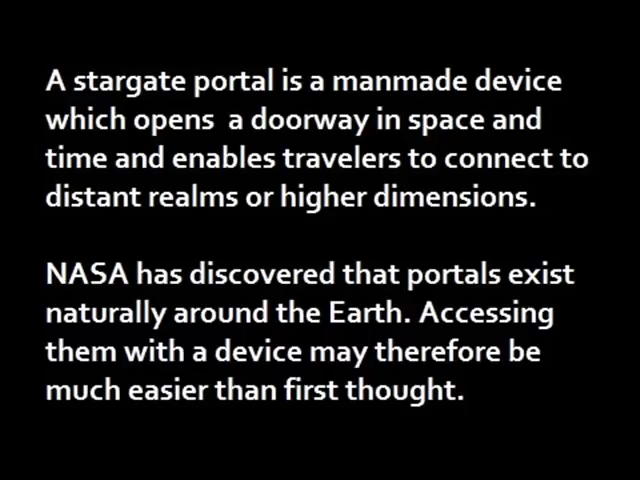 A stargate portal is a manmade device
which opens  a doorway in space and
time and enables travelers to connect to
distant realms or higher dimensions.
NASA has discovered that portals exist
naturally around the Earth. Accessing
them with a device may therefore be
much easier than first thought.